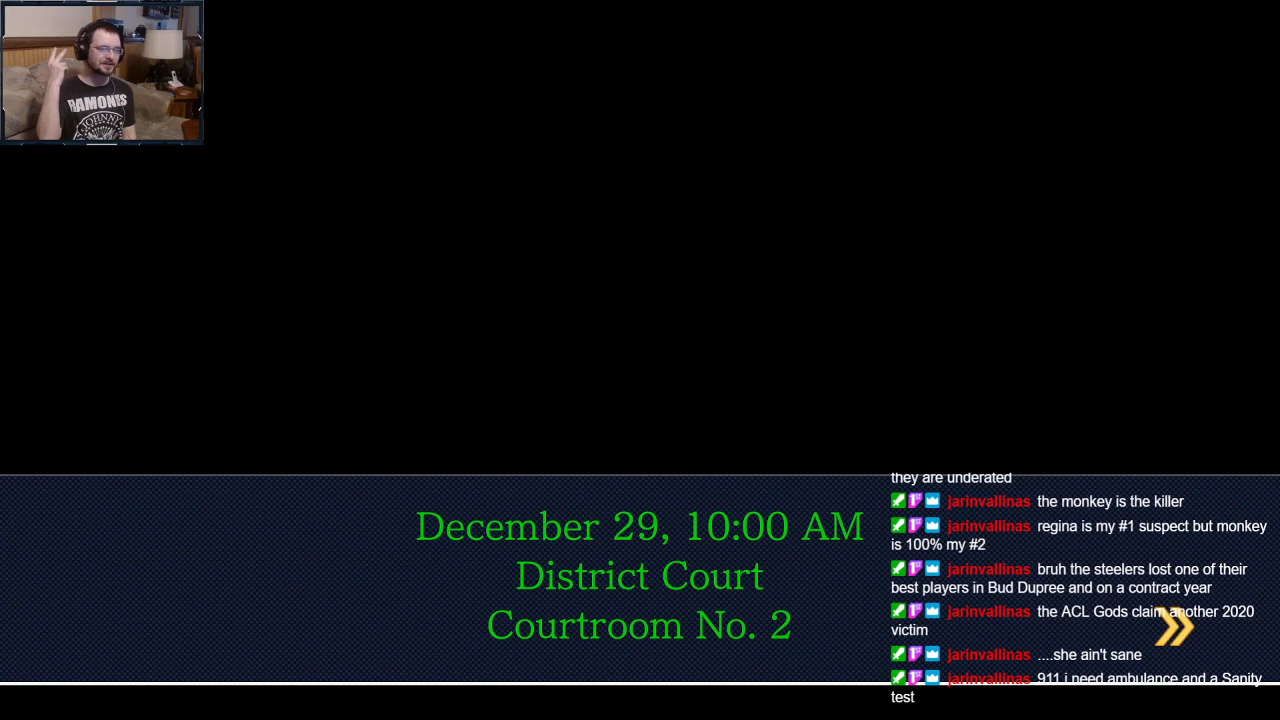 RAMONES
JOHNNY
December 29, 10:00 AM
District Court
Courtroom No. 2
they are underated
jarinvallinas the monkey is the killer
jarinvallinas regina is my #1 suspect but monkey
is 100% my #2
jarinvallinas bruh the steelers lost one of their
best players in Bud Dupree and on a contract year
jarinvallinas the ACL Gods claim another 2020
victim
jarinvallinas ....she ain't sane
jarinvallinas 911 i need ambulance and a Sanity
test